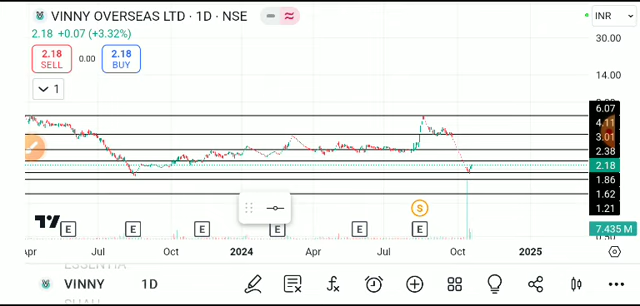 VINNY OVERSEAS LTD · 1D · NSE
INR
2.18 +0.07 (+3.32%)
2.18 SELL
0.00
2.18 BUY
1
30.00
14.00
6.07
4.11
3.01
2.38
2.18
1.86
1.62
1.21
7.435 M
S
E E E E E E
Apr Jul Oct 2024 Apr Jul Oct 2025
VINNY 1D